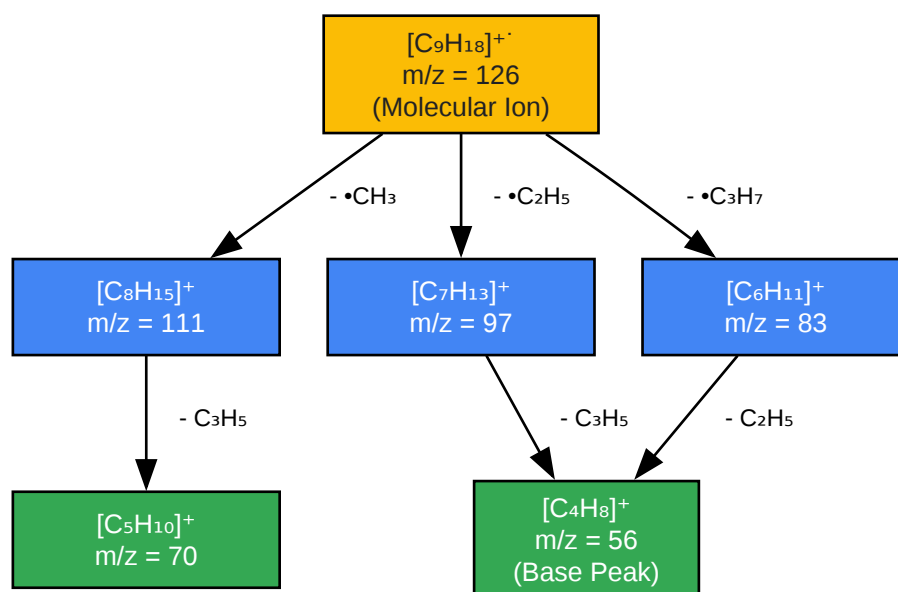 [C₉H₁₈]⁺˙
m/z = 126
(Molecular Ion)
- •CH₃
- •C₂H₅
- •C₃H₇
[C₈H₁₅]⁺
m/z = 111
[C₇H₁₃]⁺
m/z = 97
[C₆H₁₁]⁺
m/z = 83
- C₃H₅
- C₃H₅
- C₂H₅
[C₅H₁₀]⁺
m/z = 70
[C₄H₈]⁺
m/z = 56
(Base Peak)